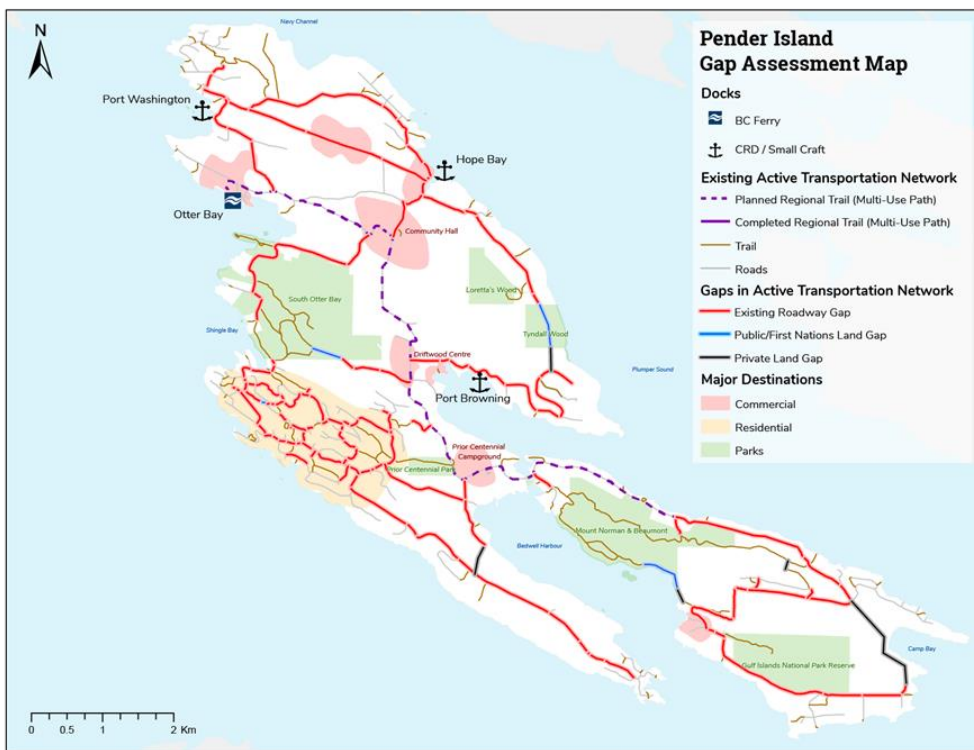 Pender Island
Gap Assessment Map
Docks
BC Ferry
CRD / Small Craft
Existing Active Transportation Network
Planned Regional Trail (Multi-Use Path)
Completed Regional Trail (Multi-Use Path)
Trail
Roads
Gaps in Active Transportation Network
Existing Roadway Gap
Public/First Nations Land Gap
Private Land Gap
Major Destinations
Commercial
Residential
Parks
N
Navy Channel
Port Washington
Hope Bay
Otter Bay
Community Hall
Loretta's Wood
South Otter Bay
Tyndall Wood
Shingle Bay
Driftwood Centre
Plumper Sound
Port Browning
Prior Centennial
Campground
Prior Centennial Park
Mount Norman & Beaumont
Bedwell Harbour
Camp Bay
Gulf Islands National Park Reserve
0 0.5 1 2 Km